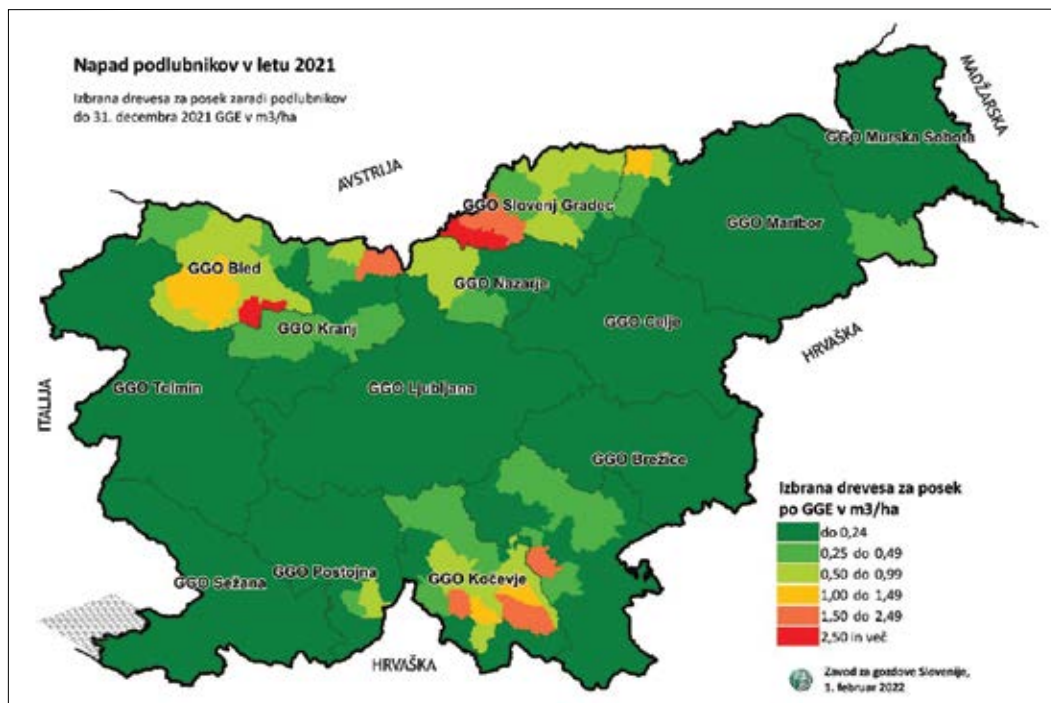 Napad podlubnikov v letu 2021
Izbrana drevesa za posek zaradi podlubnikov
do 31. decembra 2021 GGE v m3/ha
MADŽARSKA
GGO Murska Sobota
AVSTRIJA
GGO Slovenj Gradec
GGO Maribor
GGO Bled
GGO Nazarje
GGO Kranj
GGO Celje
HRVAŠKA
ITALIJA
GGO Tolmin
GGO Ljubljana
GGO Brežice
GGO Sežana
GGO Postojna
GGO Kočevje
HRVAŠKA
Izbrana drevesa za posek
po GGE v m3/ha
do 0,24
0,25 do 0,49
0,50 do 0,99
1,00 do 1,49
1,50 do 2,49
2,50 in več
Zavod za gozdove Slovenije,
1. februar 2022